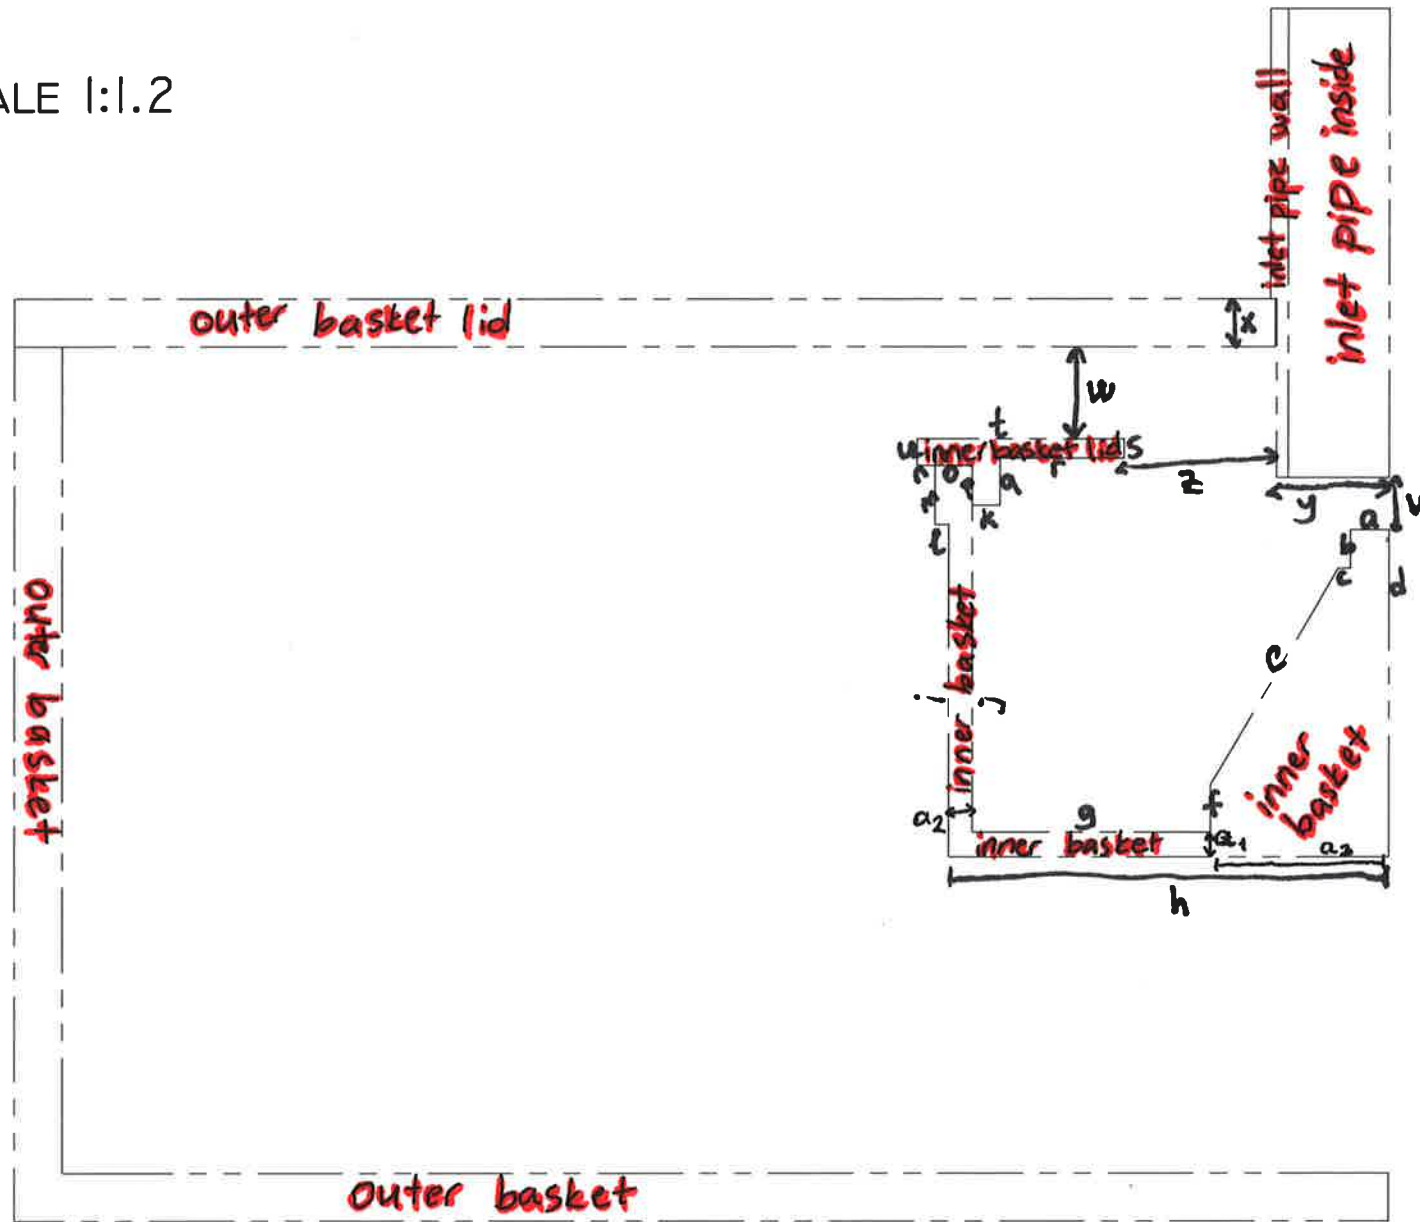 ALE 1:1.2
inlet pipe wall
inlet pipe inside
outer basket lid
x
w
t
u inner basket lid s
n o r
z
m p q
k
y
v
a
l
b
c
d
outer basket
inner basket
i
j
e
inner basket
f
a2
g
a1
inner basket
a3
h
outer basket